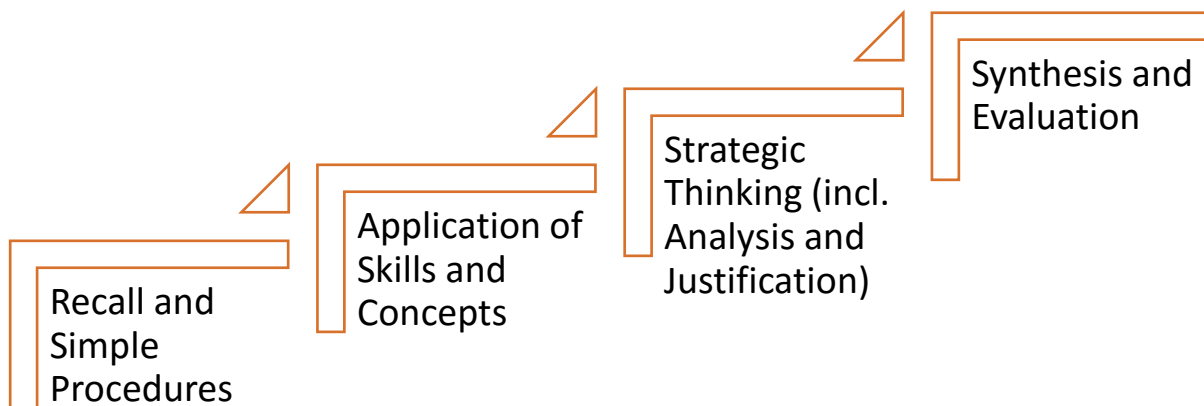 Recall and
Simple
Procedures
Application of
Skills and
Concepts
Strategic
Thinking (incl.
Analysis and
Justification)
Synthesis and
Evaluation